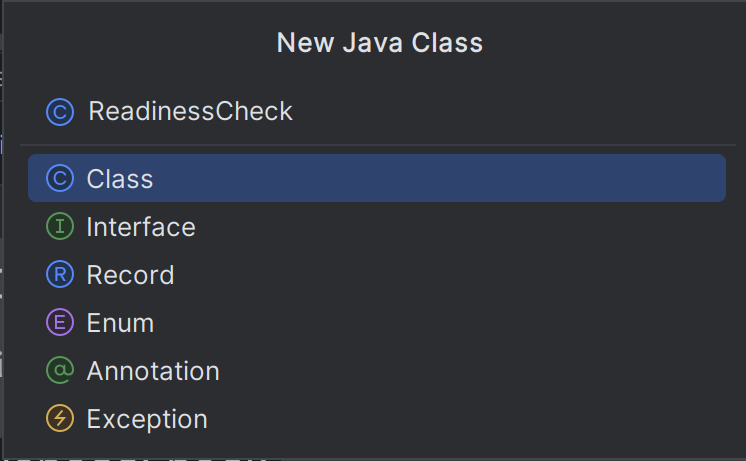 New Java Class
C ReadinessCheck
C Class
I Interface
R Record
E Enum
@ Annotation
Exception